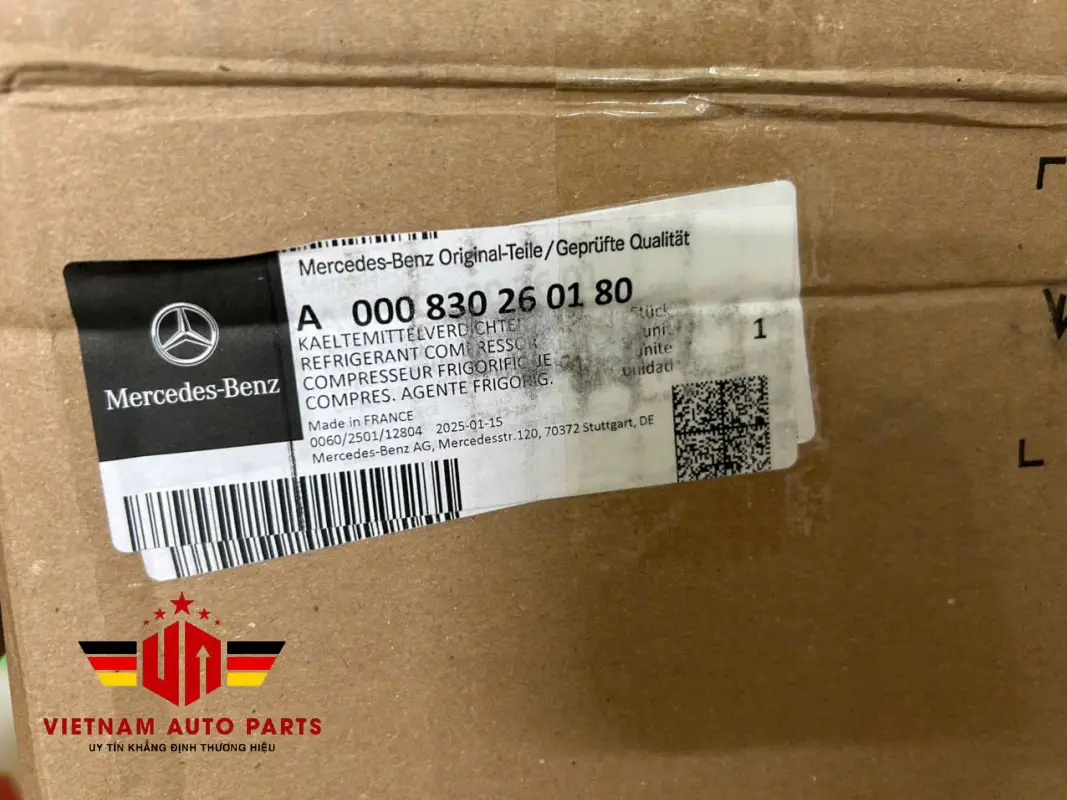 Mercedes-Benz Original-Teile/Geprüfte Qualität
A 000 830 26 01 80
KAELTEMITTELVERDICHTE
REFRIGERANT COMPRESSOR
COMPRESSEUR FRIGORIFIQUE
COMPRES. AGENTE FRIGORIG.
Stück
unit
unite
unidad
1
Made in FRANCE
0060/2501/12804 2025-01-15
Mercedes-Benz AG, Mercedesstr.120, 70372 Stuttgart, DE
Mercedes-Benz
VIETNAM AUTO PARTS
UY TÍN KHẲNG ĐỊNH THƯƠNG HIỆU